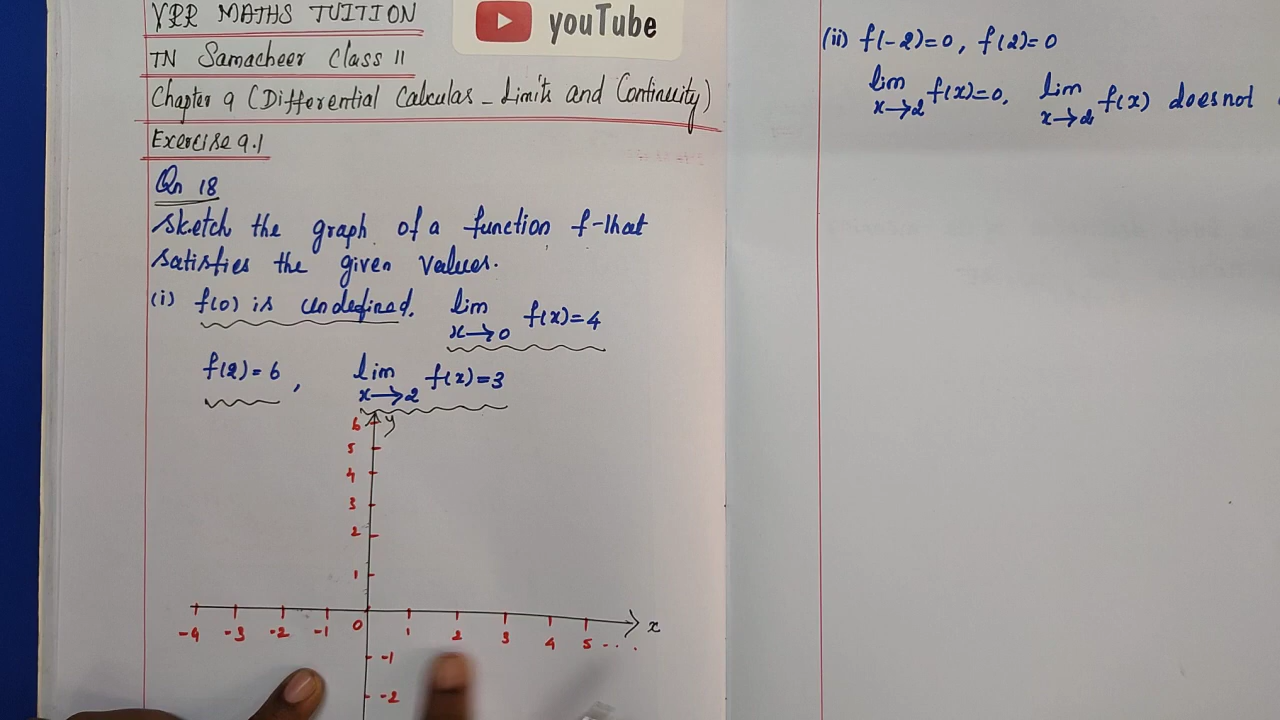 VRR MATHS TUITION
TN Samacheer Class 11
Chapter 9 (Differential Calculas - Limits and Continuity)
Exercise 9.1
Qn 18
Sketch the graph of a function f that
satisfies the given values.
(i) f(0) is undefined. lim f(x)=4
x→0
f(2)=6, lim f(x)=3
x→2
6 y
5
4
3
2
1
-4 -3 -2 -1 0 1 2 3 4 5 ... x
-1
-2
YouTube
(ii) f(-2)=0, f(2)=0
lim f(x)=0. lim f(x) does not
x→2 x→